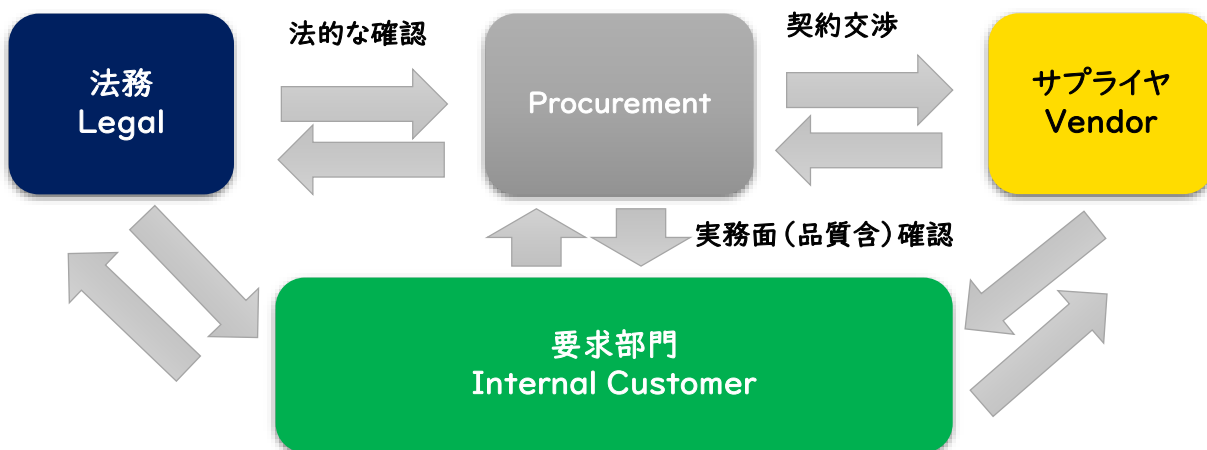 法的な確認
契約交渉
法務
Legal
Procurement
サプライヤ
Vendor
実務面（品質含）確認
要求部門
Internal Customer